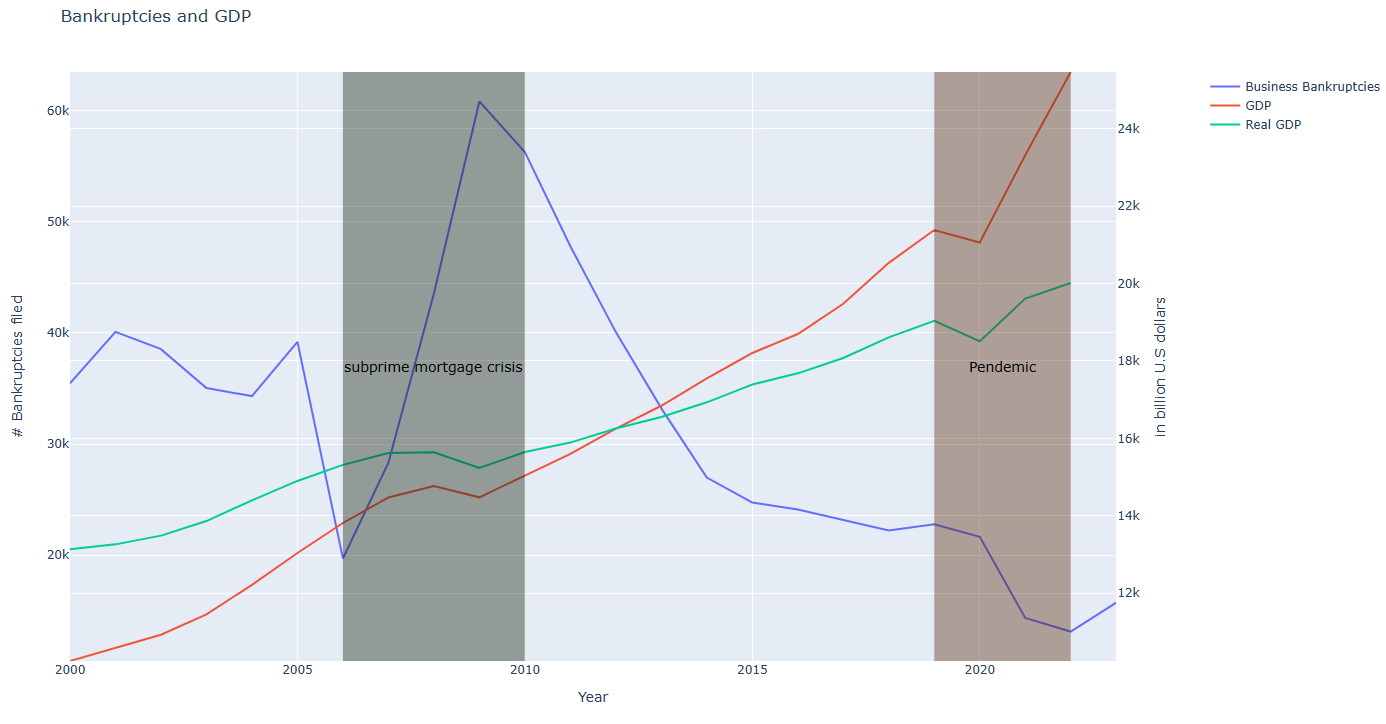 Bankruptcies and GDP
Business Bankruptcies
GDP
Real GDP
60k
50k
40k
30k
20k
# Bankruptcies filed
24k
22k
20k
18k
16k
14k
12k
in billion U.S dollars
subprime mortgage crisis
Pendemic
2000
2005
2010
2015
2020
Year